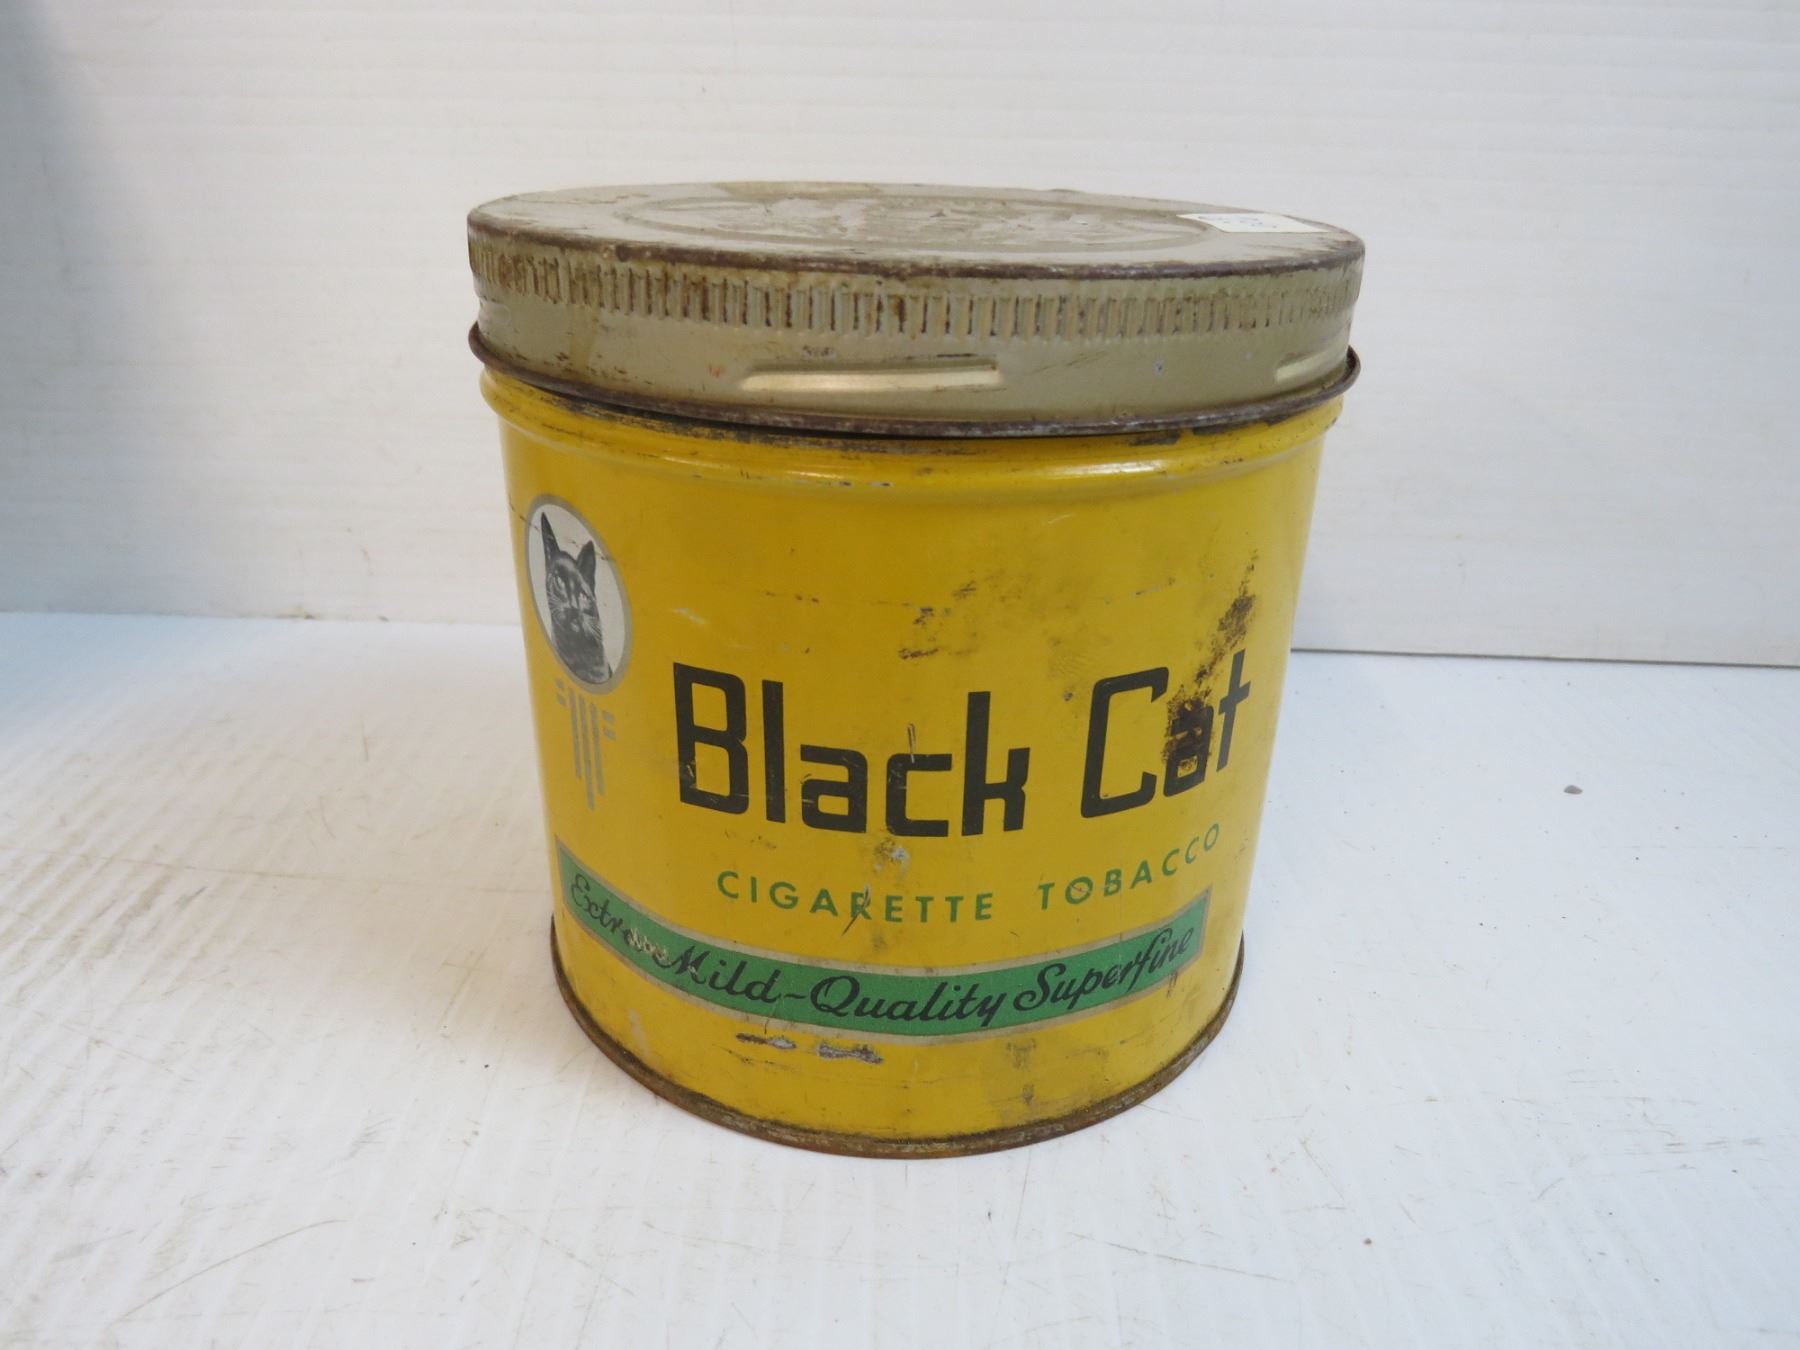 Black Cat
CIGARETTE TOBACCO
Extra Mild-Quality Superfine